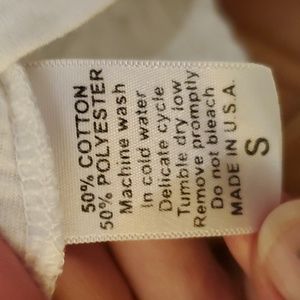 50% COTTON
50% POLYESTER
Machine wash
In cold water
Delicate cycle
Tumble dry low
Remove promptly
Do not bleach
MADE IN U.S.A.
S